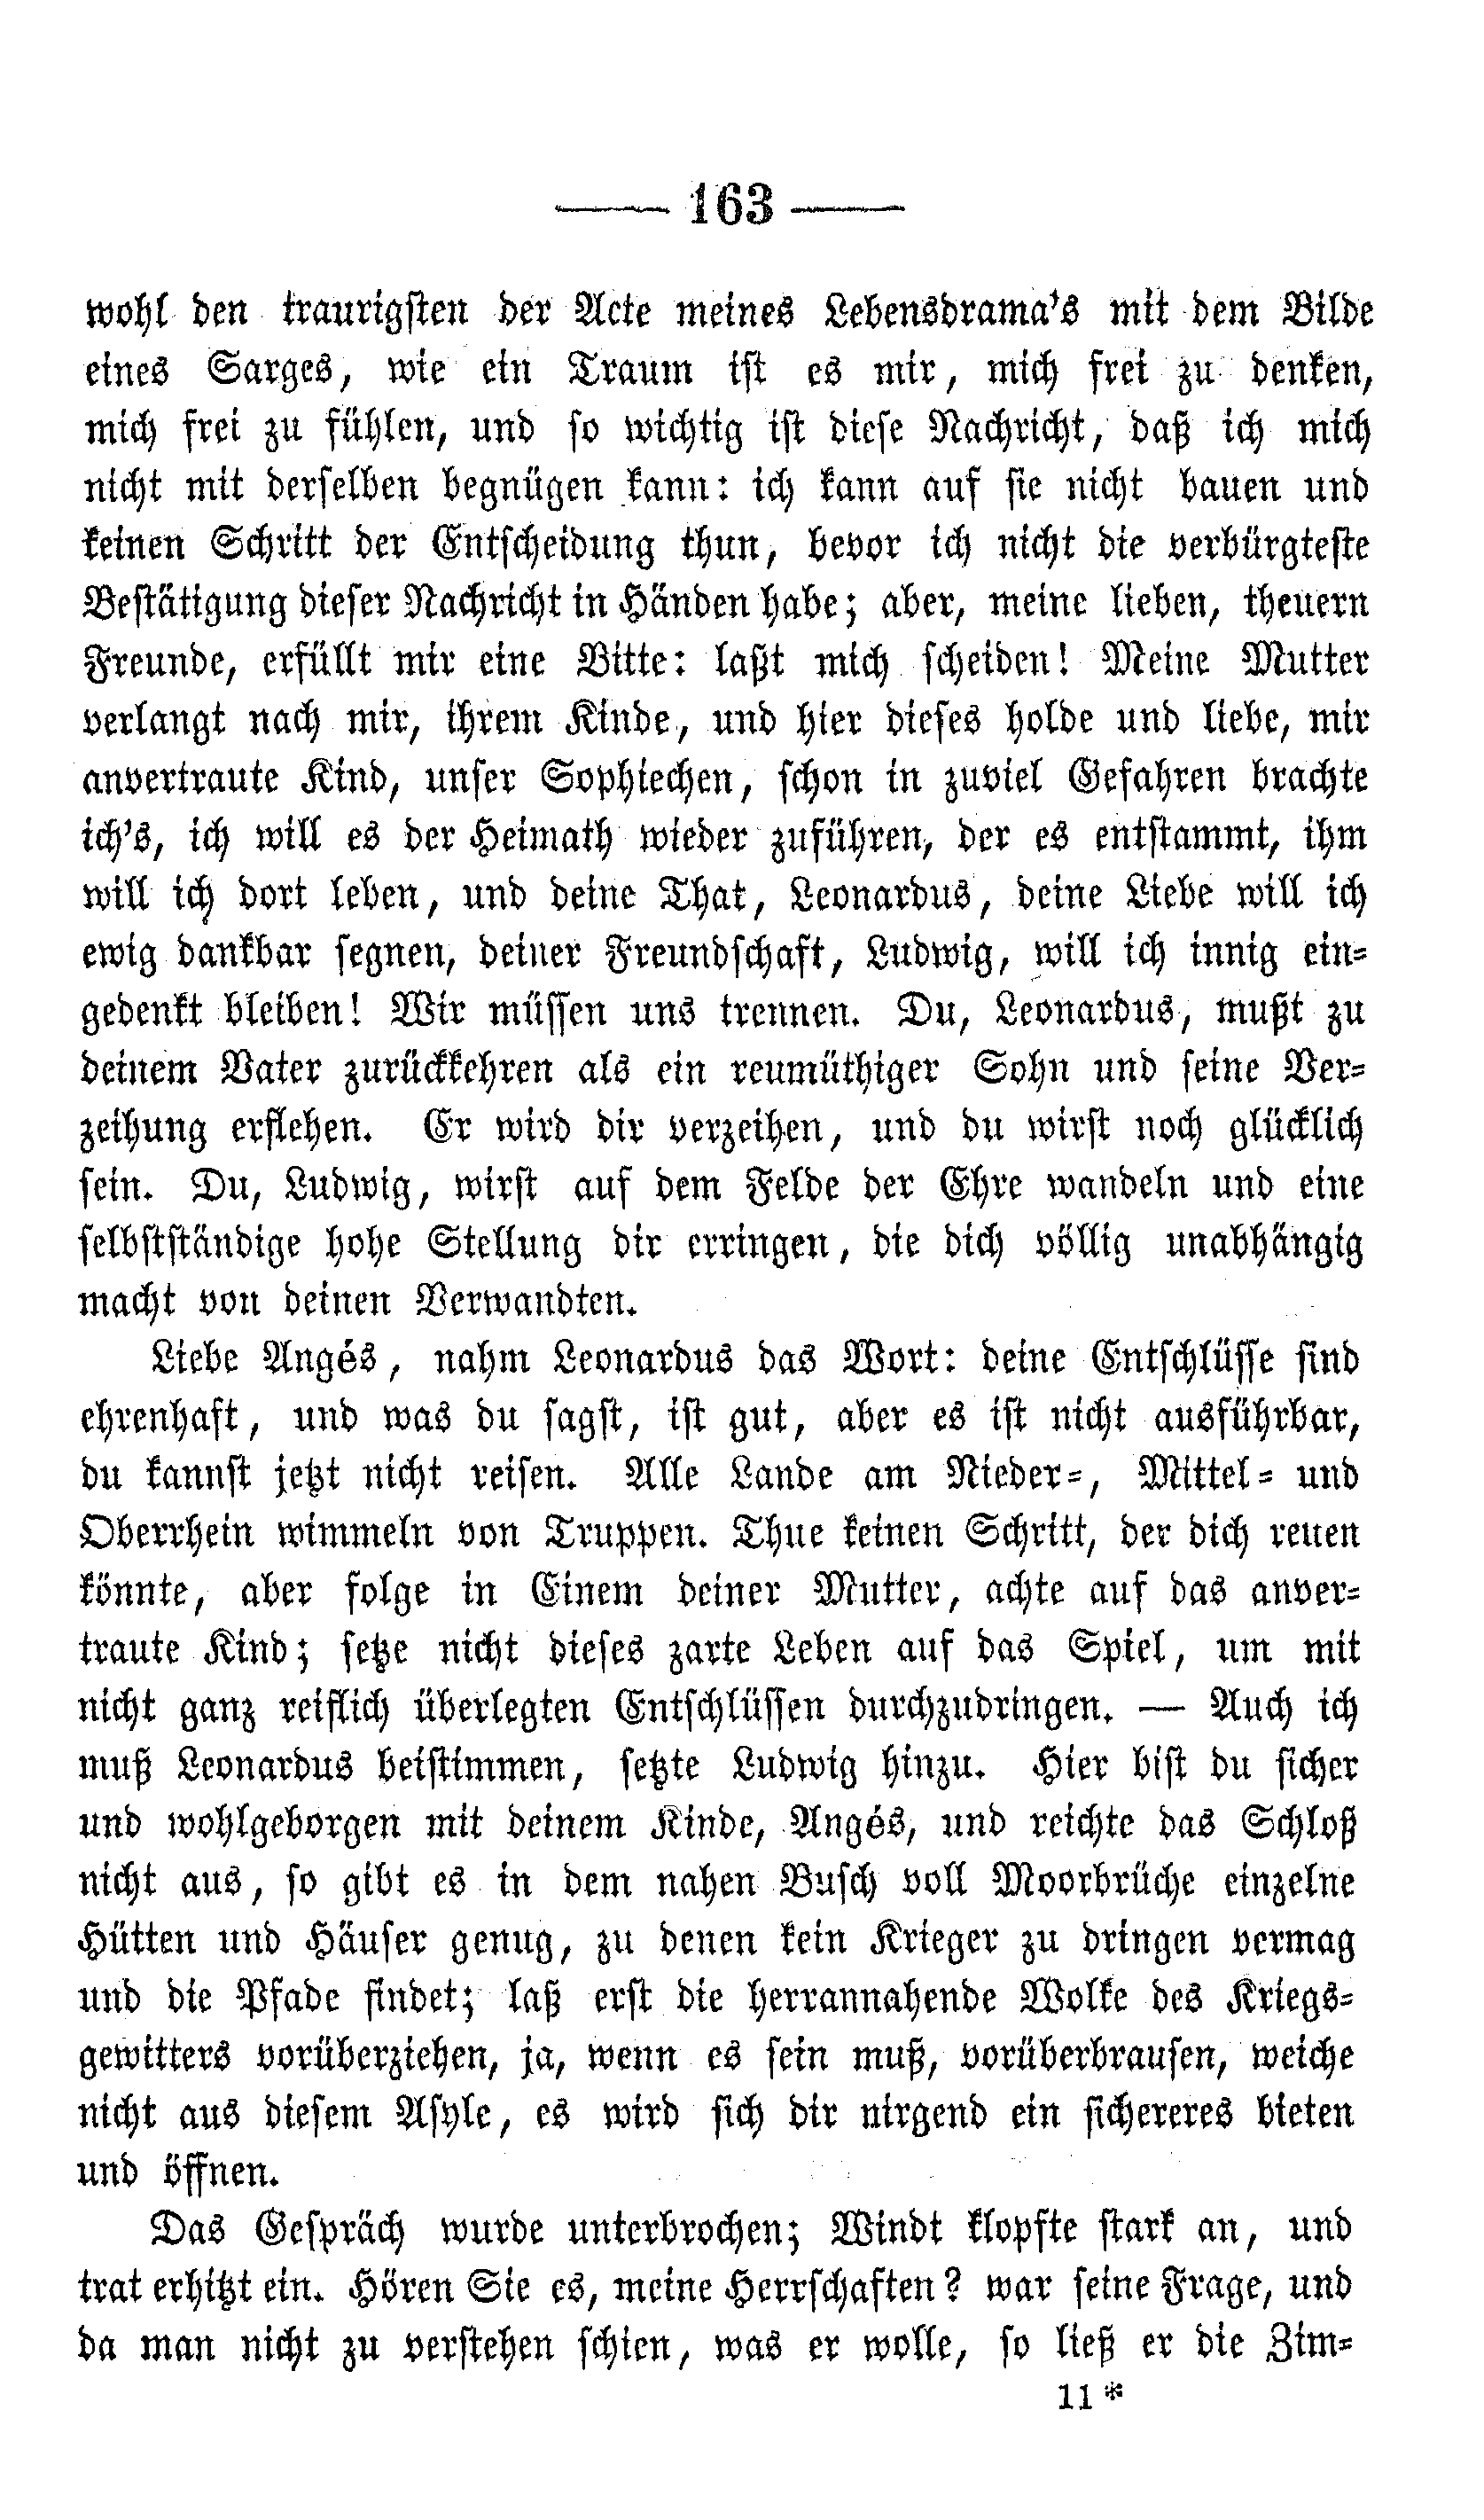 — 163 —
wohl den traurigsten der Acte meines Lebensdrama's mit dem Bilde
eines Sarges, wie ein Traum ist es mir, mich frei zu denken,
mich frei zu fühlen, und so wichtig ist diese Nachricht, daß ich mich
nicht mit derselben begnügen kann: ich kann auf sie nicht bauen und
keinen Schritt der Entscheidung thun, bevor ich nicht die verbürgteste
Bestätigung dieser Nachricht in Händen habe; aber, meine lieben, theuern
Freunde, erfüllt mir eine Bitte: laßt mich scheiden! Meine Mutter
verlangt nach mir, ihrem Kinde, und hier dieses holde und liebe, mir
anvertraute Kind, unser Sophiechen, schon in zuviel Gefahren brachte
ich's, ich will es der Heimath wieder zuführen, der es entstammt, ihm
will ich dort leben, und deine That, Leonardus, deine Liebe will ich
ewig dankbar segnen, deiner Freundschaft, Ludwig, will ich innig ein-
gedenkt bleiben! Wir müssen uns trennen. Du, Leonardus, mußt zu
deinem Vater zurückkehren als ein reumüthiger Sohn und seine Ver-
zeihung erflehen. Er wird dir verzeihen, und du wirst noch glücklich
sein. Du, Ludwig, wirst auf dem Felde der Ehre wandeln und eine
selbstständige hohe Stellung dir erringen, die dich völlig unabhängig
macht von deinen Verwandten.
Liebe Angés, nahm Leonardus das Wort: deine Entschlüsse sind
ehrenhaft, und was du sagst, ist gut, aber es ist nicht ausführbar,
du kannst jetzt nicht reisen. Alle Lande am Nieder-, Mittel- und
Oberrhein wimmeln von Truppen. Thue keinen Schritt, der dich reuen
könnte, aber folge in Einem deiner Mutter, achte auf das anver-
traute Kind; setze nicht dieses zarte Leben auf das Spiel, um mit
nicht ganz reiflich überlegten Entschlüssen durchzudringen. — Auch ich
muß Leonardus beistimmen, setzte Ludwig hinzu. Hier bist du sicher
und wohlgeborgen mit deinem Kinde, Angés, und reichte das Schloß
nicht aus, so gibt es in dem nahen Busch voll Moorbrüche einzelne
Hütten und Häuser genug, zu denen kein Krieger zu dringen vermag
und die Pfade findet; laß erst die herrannahende Wolke des Kriegs-
gewitters vorüberziehen, ja, wenn es sein muß, vorüberbrausen, weiche
nicht aus diesem Asyle, es wird sich dir nirgend ein sichereres bieten
und öffnen.
Das Gespräch wurde unterbrochen; Windt klopfte stark an, und
trat erhitzt ein. Hören Sie es, meine Herrschaften? war seine Frage, und
da man nicht zu verstehen schien, was er wolle, so ließ er die Zim-
11*